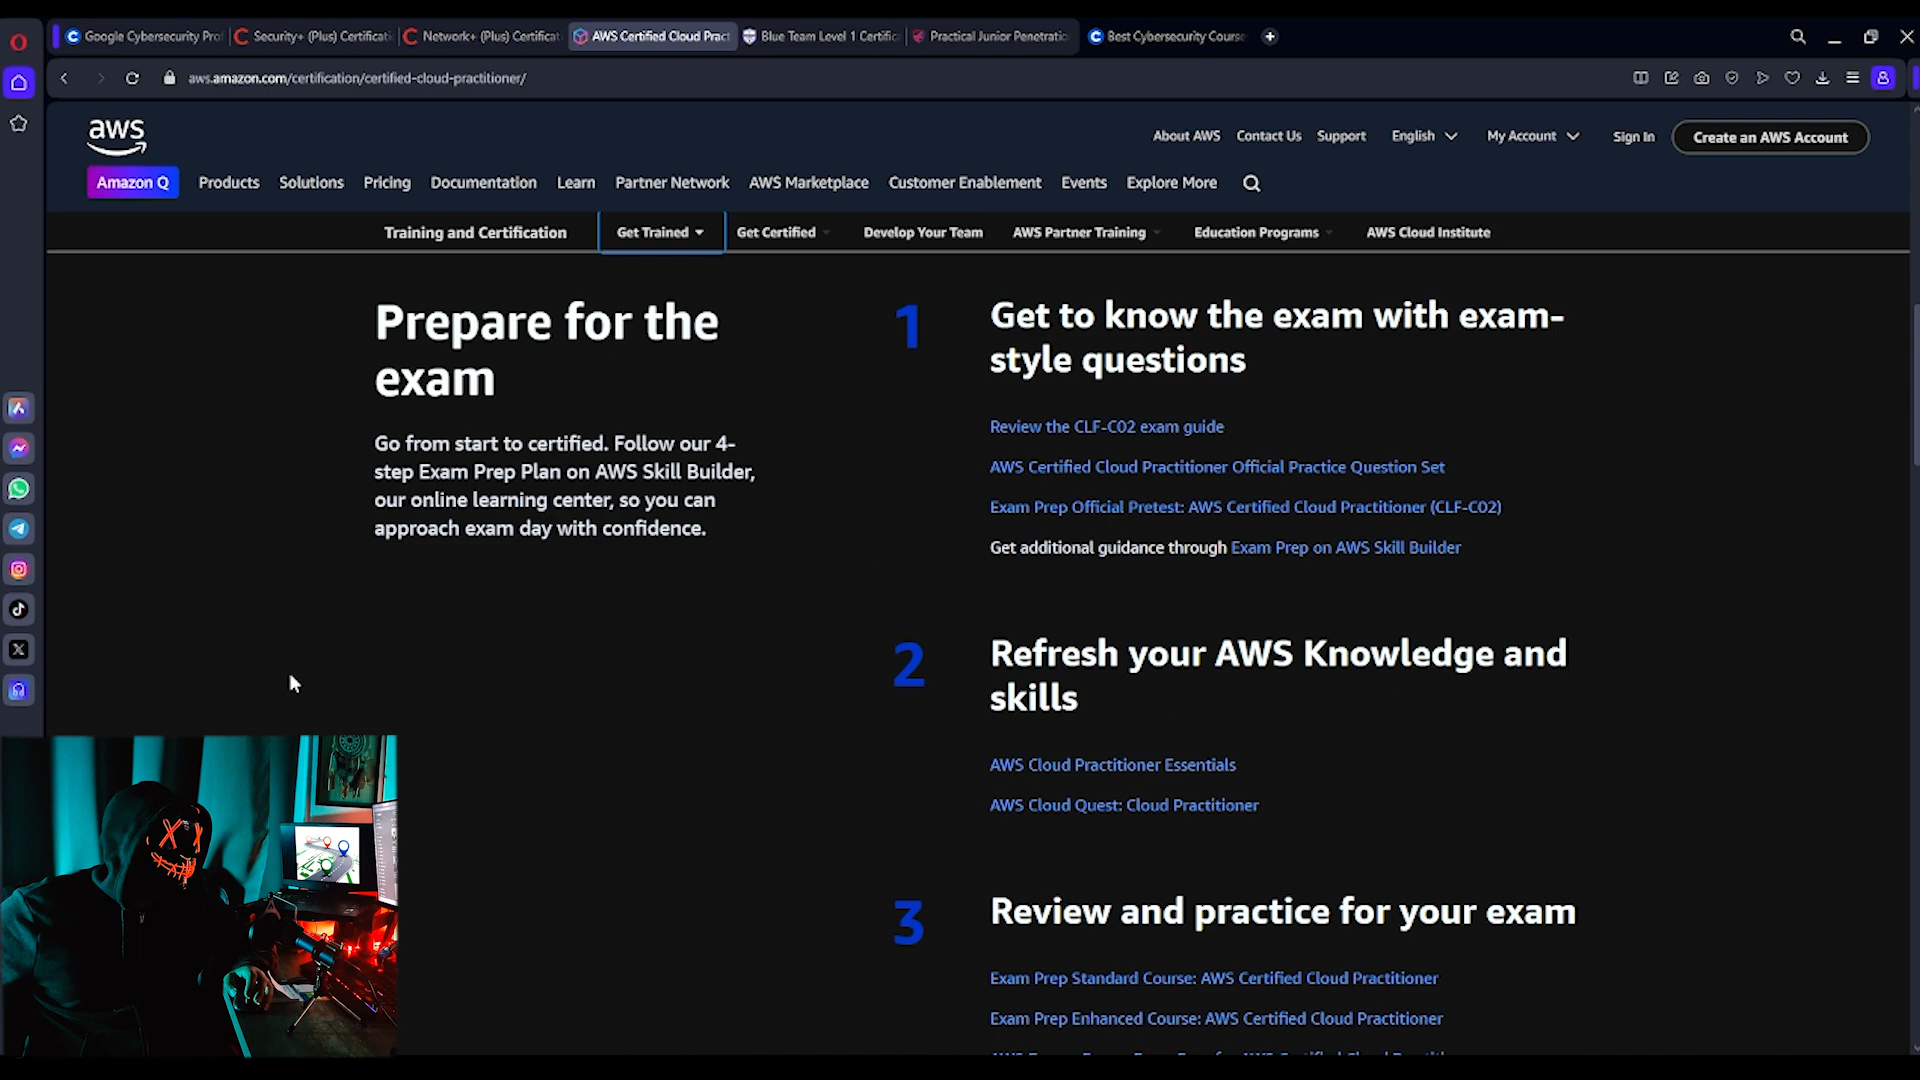 Google Cybersecurity Prof
Security+ (Plus) Certificati
Network+ (Plus) Certificat
AWS Certified Cloud Pract
Blue Team Level 1 Certific
Practical Junior Penetratio
Best Cybersecurity Course
aws.amazon.com/certification/certified-cloud-practitioner/
aws
About AWS
Contact Us
Support
English
My Account
Sign In
Create an AWS Account
Amazon Q
Products
Solutions
Pricing
Documentation
Learn
Partner Network
AWS Marketplace
Customer Enablement
Events
Explore More
Training and Certification
Get Trained
Get Certified
Develop Your Team
AWS Partner Training
Education Programs
AWS Cloud Institute
Prepare for the
exam
Go from start to certified. Follow our 4-
step Exam Prep Plan on AWS Skill Builder,
our online learning center, so you can
approach exam day with confidence.
1
Get to know the exam with exam-
style questions
Review the CLF-C02 exam guide
AWS Certified Cloud Practitioner Official Practice Question Set
Exam Prep Official Pretest: AWS Certified Cloud Practitioner (CLF-C02)
Get additional guidance through Exam Prep on AWS Skill Builder
2
Refresh your AWS Knowledge and
skills
AWS Cloud Practitioner Essentials
AWS Cloud Quest: Cloud Practitioner
3
Review and practice for your exam
Exam Prep Standard Course: AWS Certified Cloud Practitioner
Exam Prep Enhanced Course: AWS Certified Cloud Practitioner